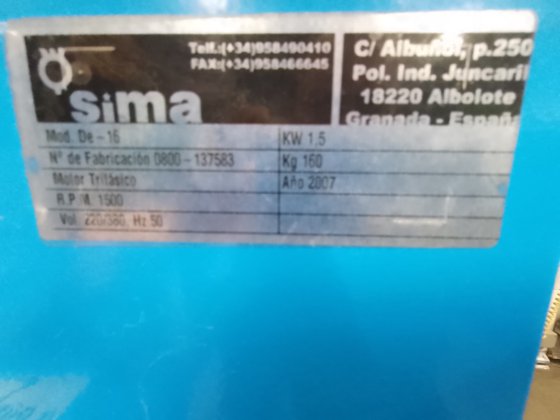 Telf.:(+34)958490410
FAX:(+34)958466645
sima
C/ Albuñol, p.250
Pol. Ind. Juncaril
18220 Albolote
Granada - España
Mod. De - 16
KW 1,5
Nº de Fabricación 0800 - 137583
Kg 160
Motor Trifásico
Año 2007
R.P.M. 1500
Vol. 220/380, Hz 50